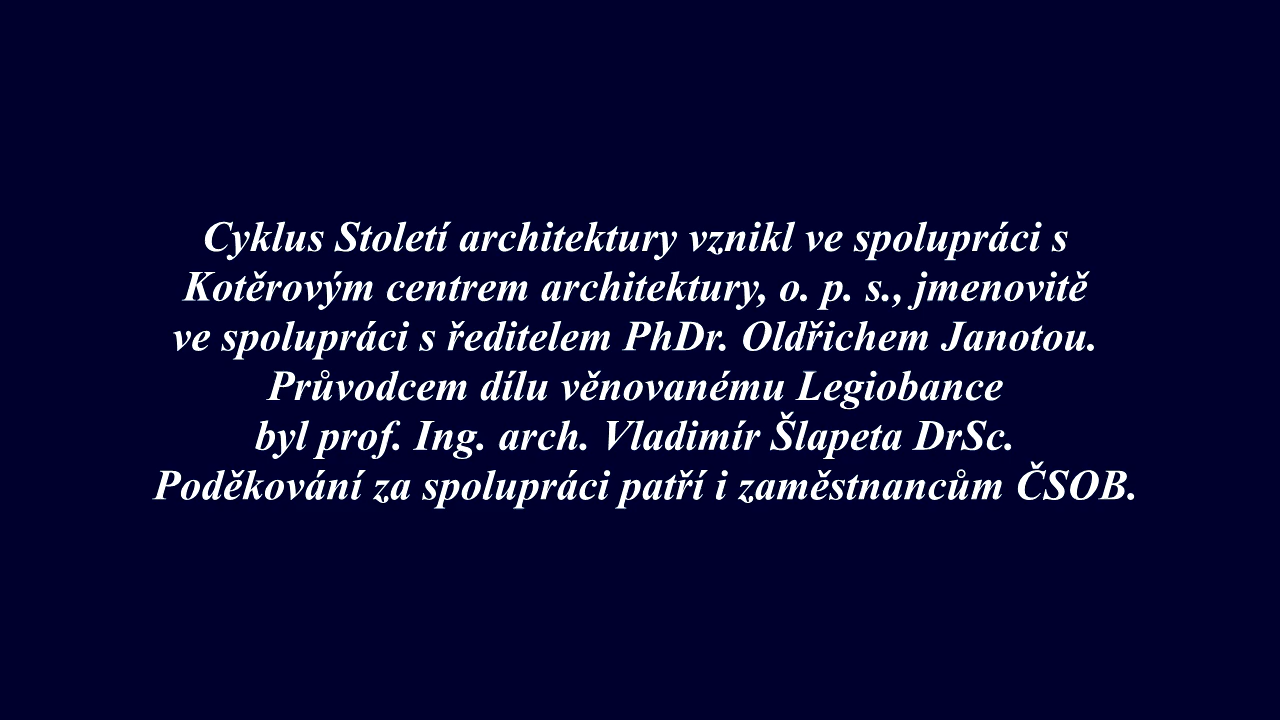 Cyklus Století architektury vznikl ve spolupráci s
Kotěrovým centrem architektury, o. p. s., jmenovitě
ve spolupráci s ředitelem PhDr. Oldřichem Janotou.
Průvodcem dílu věnovanému Legiobance
byl prof. Ing. arch. Vladimír Šlapeta DrSc.
Poděkování za spolupráci patří i zaměstnancům ČSOB.